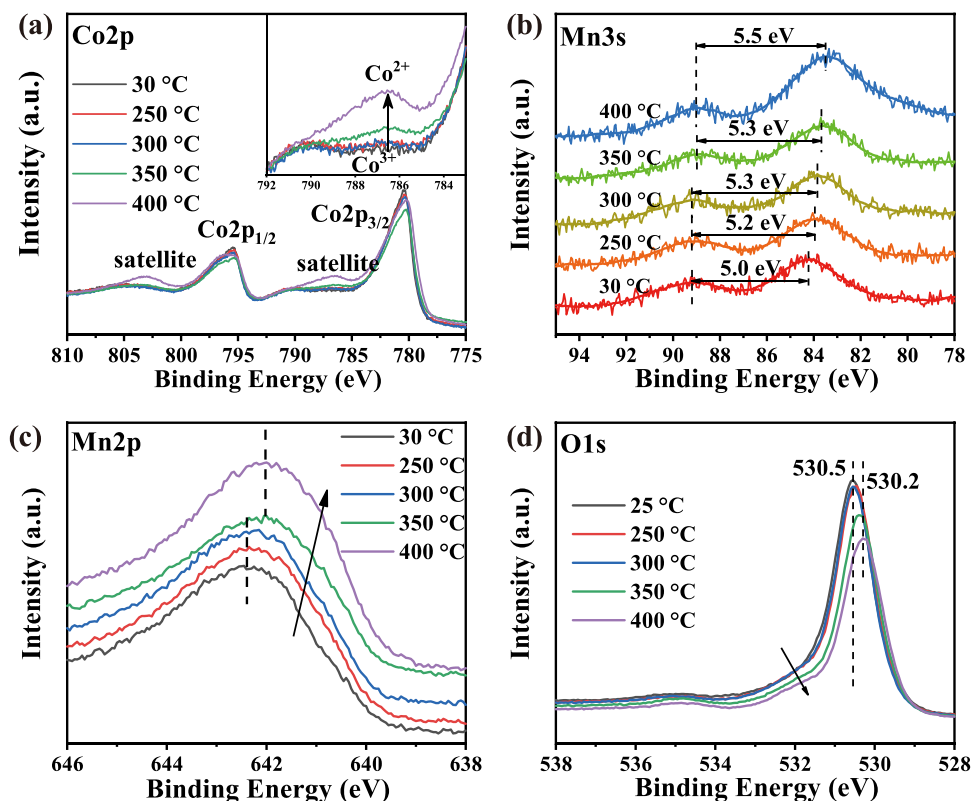 (a)
Co2p
30 °C
250 °C
300 °C
350 °C
400 °C
Co2+
Co3+
792 790 788 786 784
satellite
Co2p1/2
satellite
Co2p3/2
810 805 800 795 790 785 780 775
Binding Energy (eV)
Intensity (a.u.)
(b)
Mn3s
5.5 eV
400 °C
5.3 eV
350 °C
5.3 eV
300 °C
5.2 eV
250 °C
5.0 eV
30 °C
94 92 90 88 86 84 82 80 78
Binding Energy (eV)
Intensity (a.u.)
(c)
Mn2p
30 °C
250 °C
300 °C
350 °C
400 °C
646 644 642 640 638
Binding Energy (eV)
Intensity (a.u.)
(d)
O1s
530.5
530.2
25 °C
250 °C
300 °C
350 °C
400 °C
538 536 534 532 530 528
Binding Energy (eV)
Intensity (a.u.)